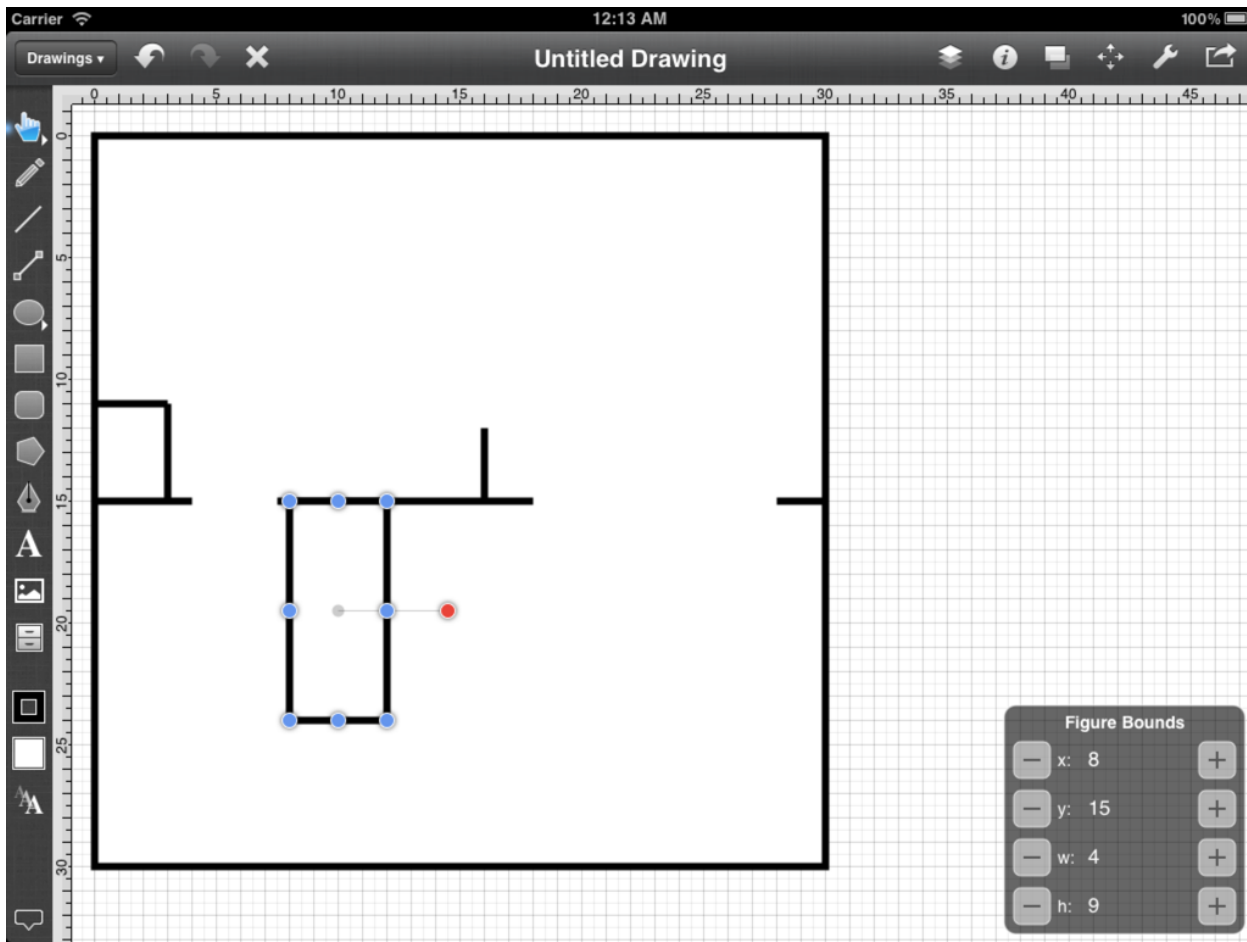 Carrier 12:13 AM 100%
Drawings ▾ Untitled Drawing i
0 5 10 15 20 25 30 35 40 45
0
5
10
15
20
25
30
A
AAA
Figure Bounds
− x: 8 +
− y: 15 +
− w: 4 +
− h: 9 +